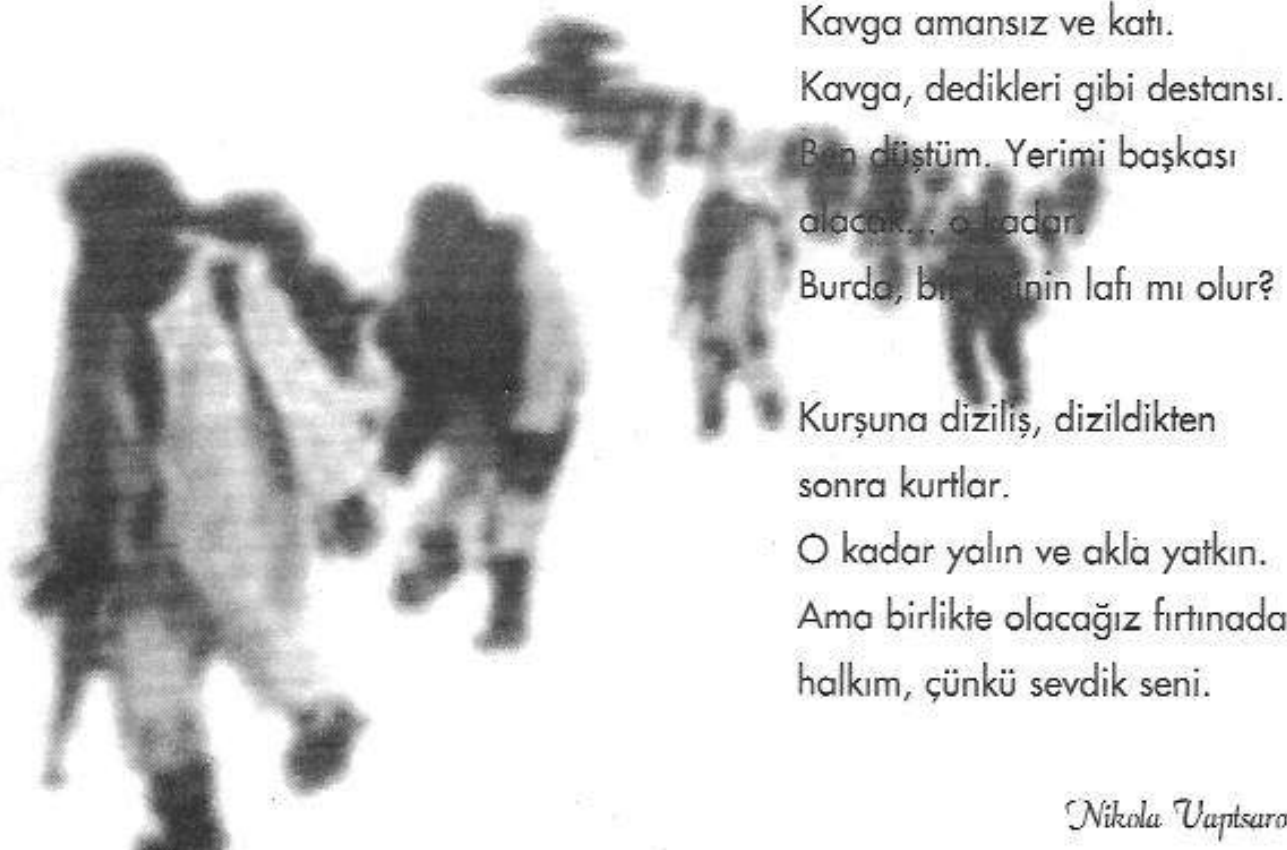 Kavga amansız ve katı.
Kavga, dedikleri gibi destansı.
Ben düştüm. Yerimi başkası
alacak... o kadar.
Burda, bir kişinin lafı mı olur?
Kurşuna diziliş, dizildikten
sonra kurtlar.
O kadar yalın ve akla yatkın.
Ama birlikte olacağız fırtınada
halkım, çünkü sevdik seni.
Nikola Vaptsaro